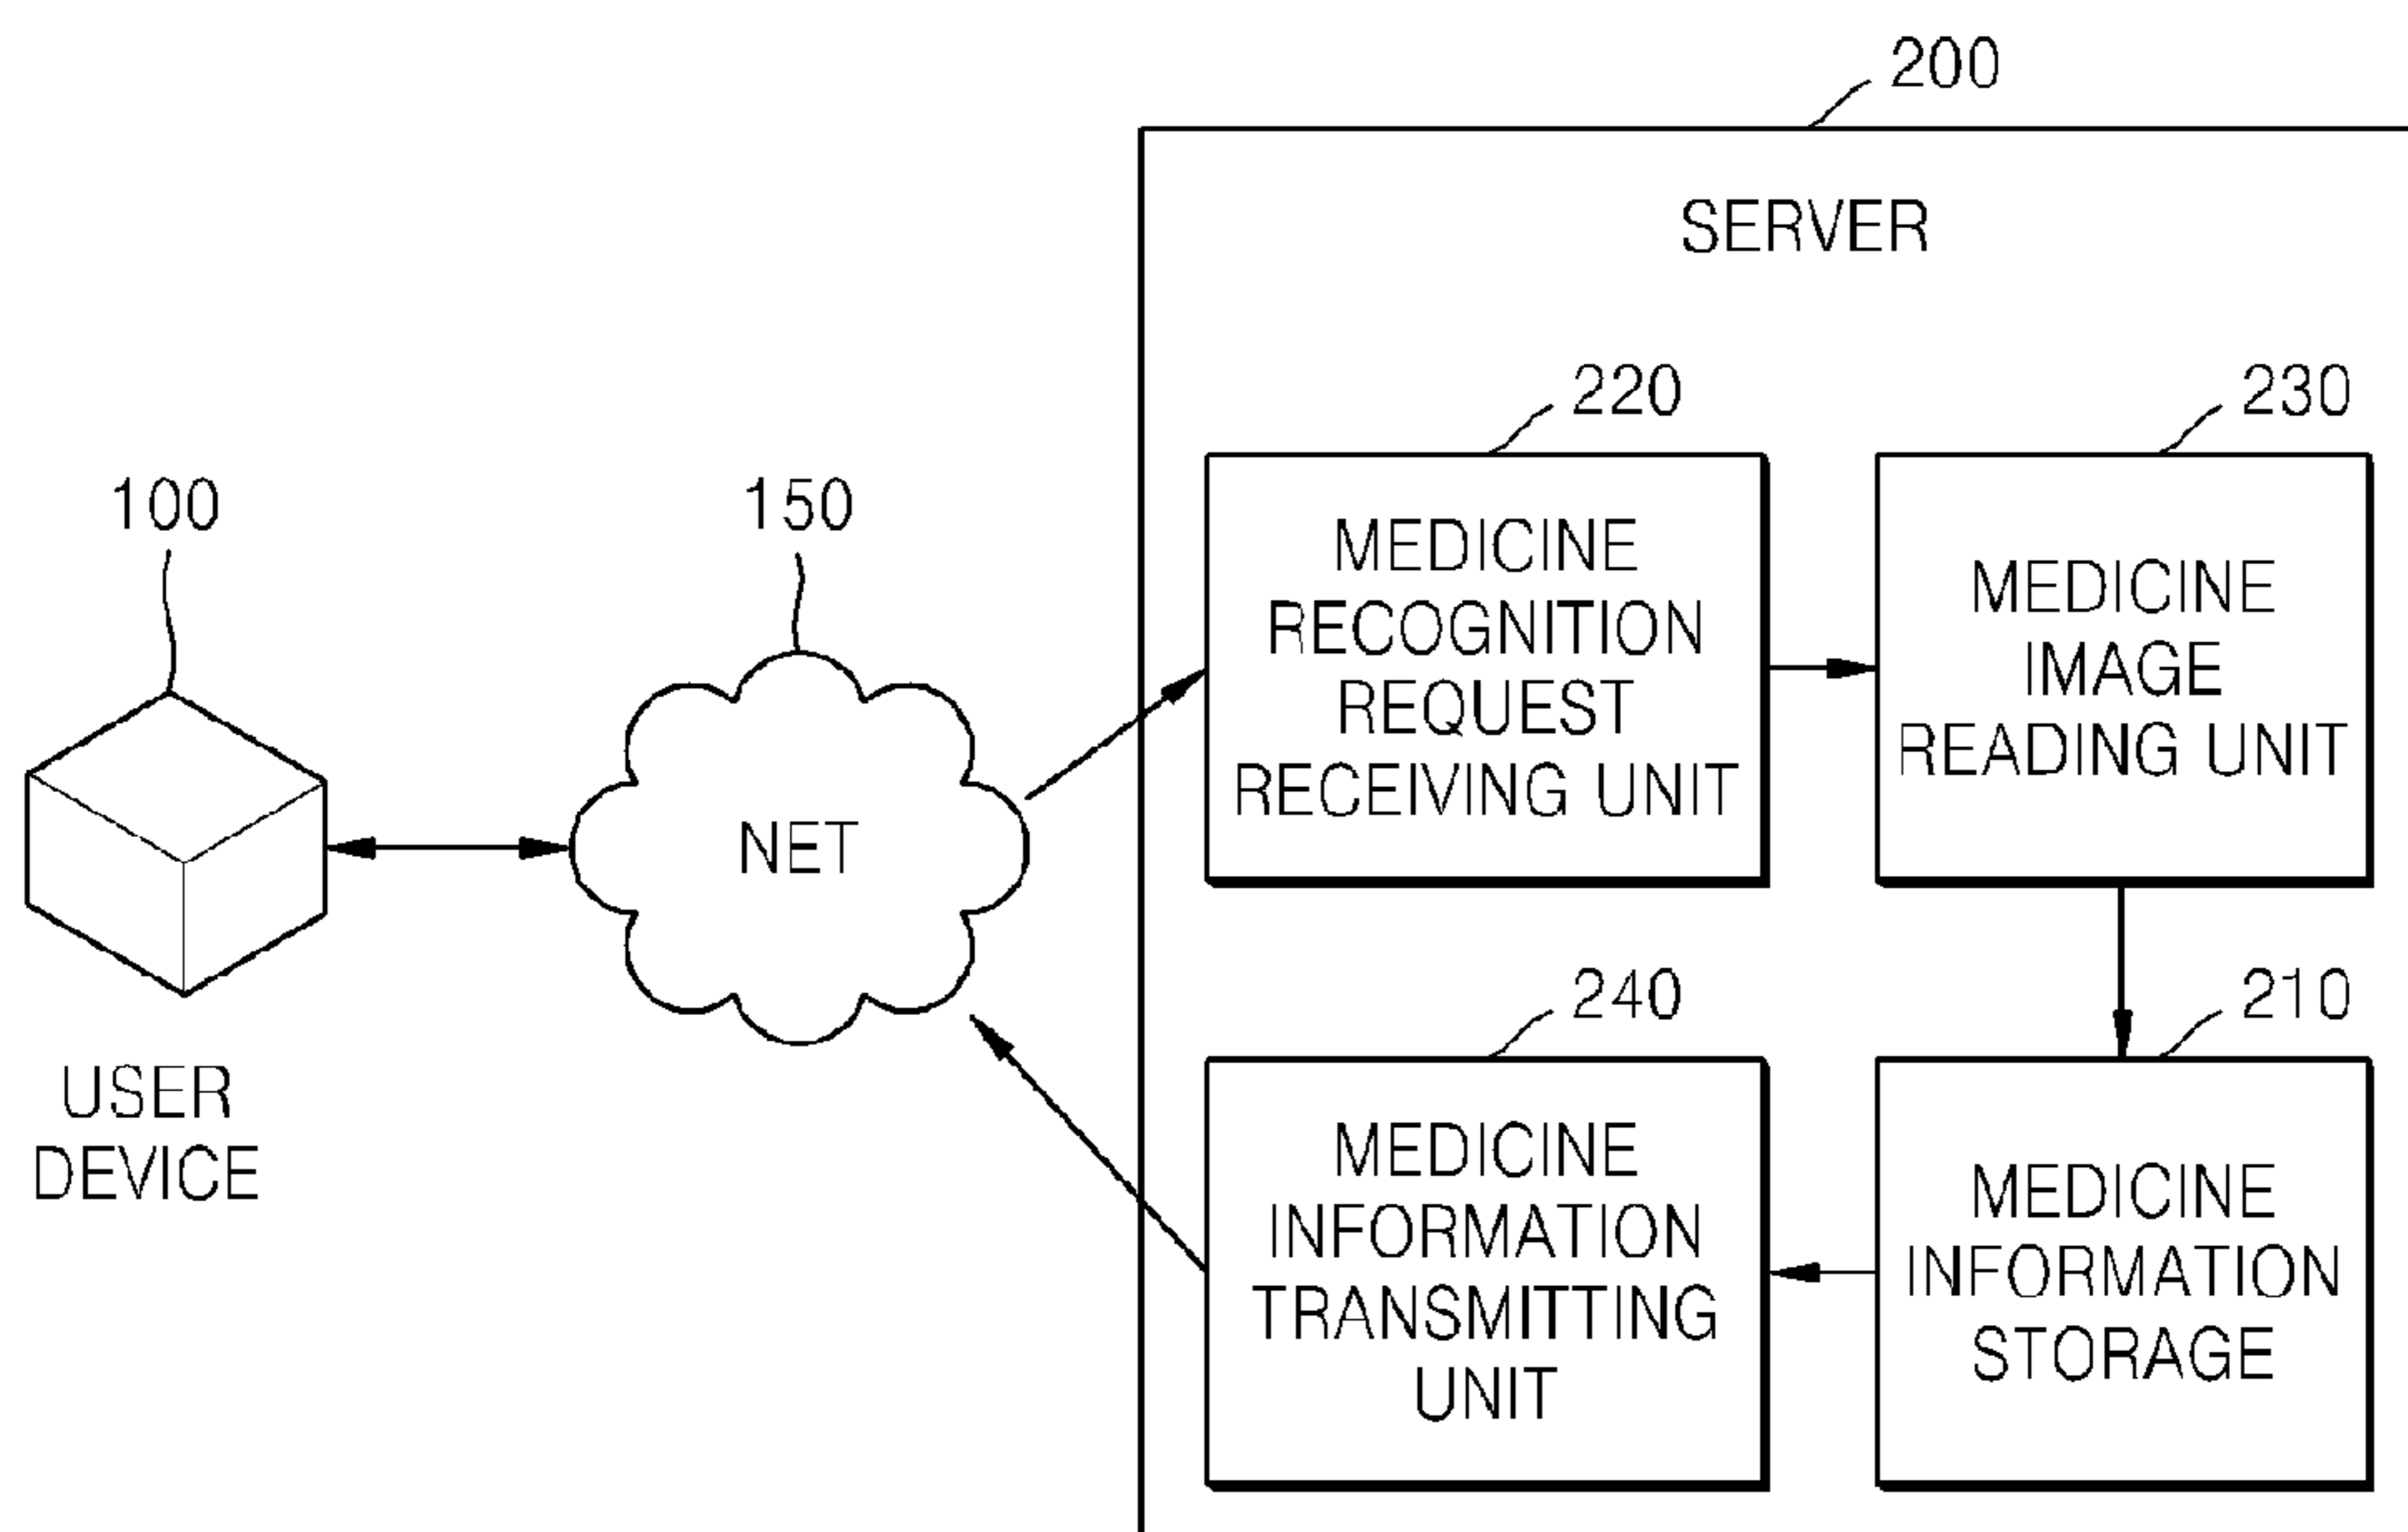 200
SERVER
220
230
100
150
MEDICINE
RECOGNITION
REQUEST
RECEIVING UNIT
MEDICINE
IMAGE
READING UNIT
NET
240
210
USER
DEVICE
MEDICINE
INFORMATION
TRANSMITTING
UNIT
MEDICINE
INFORMATION
STORAGE